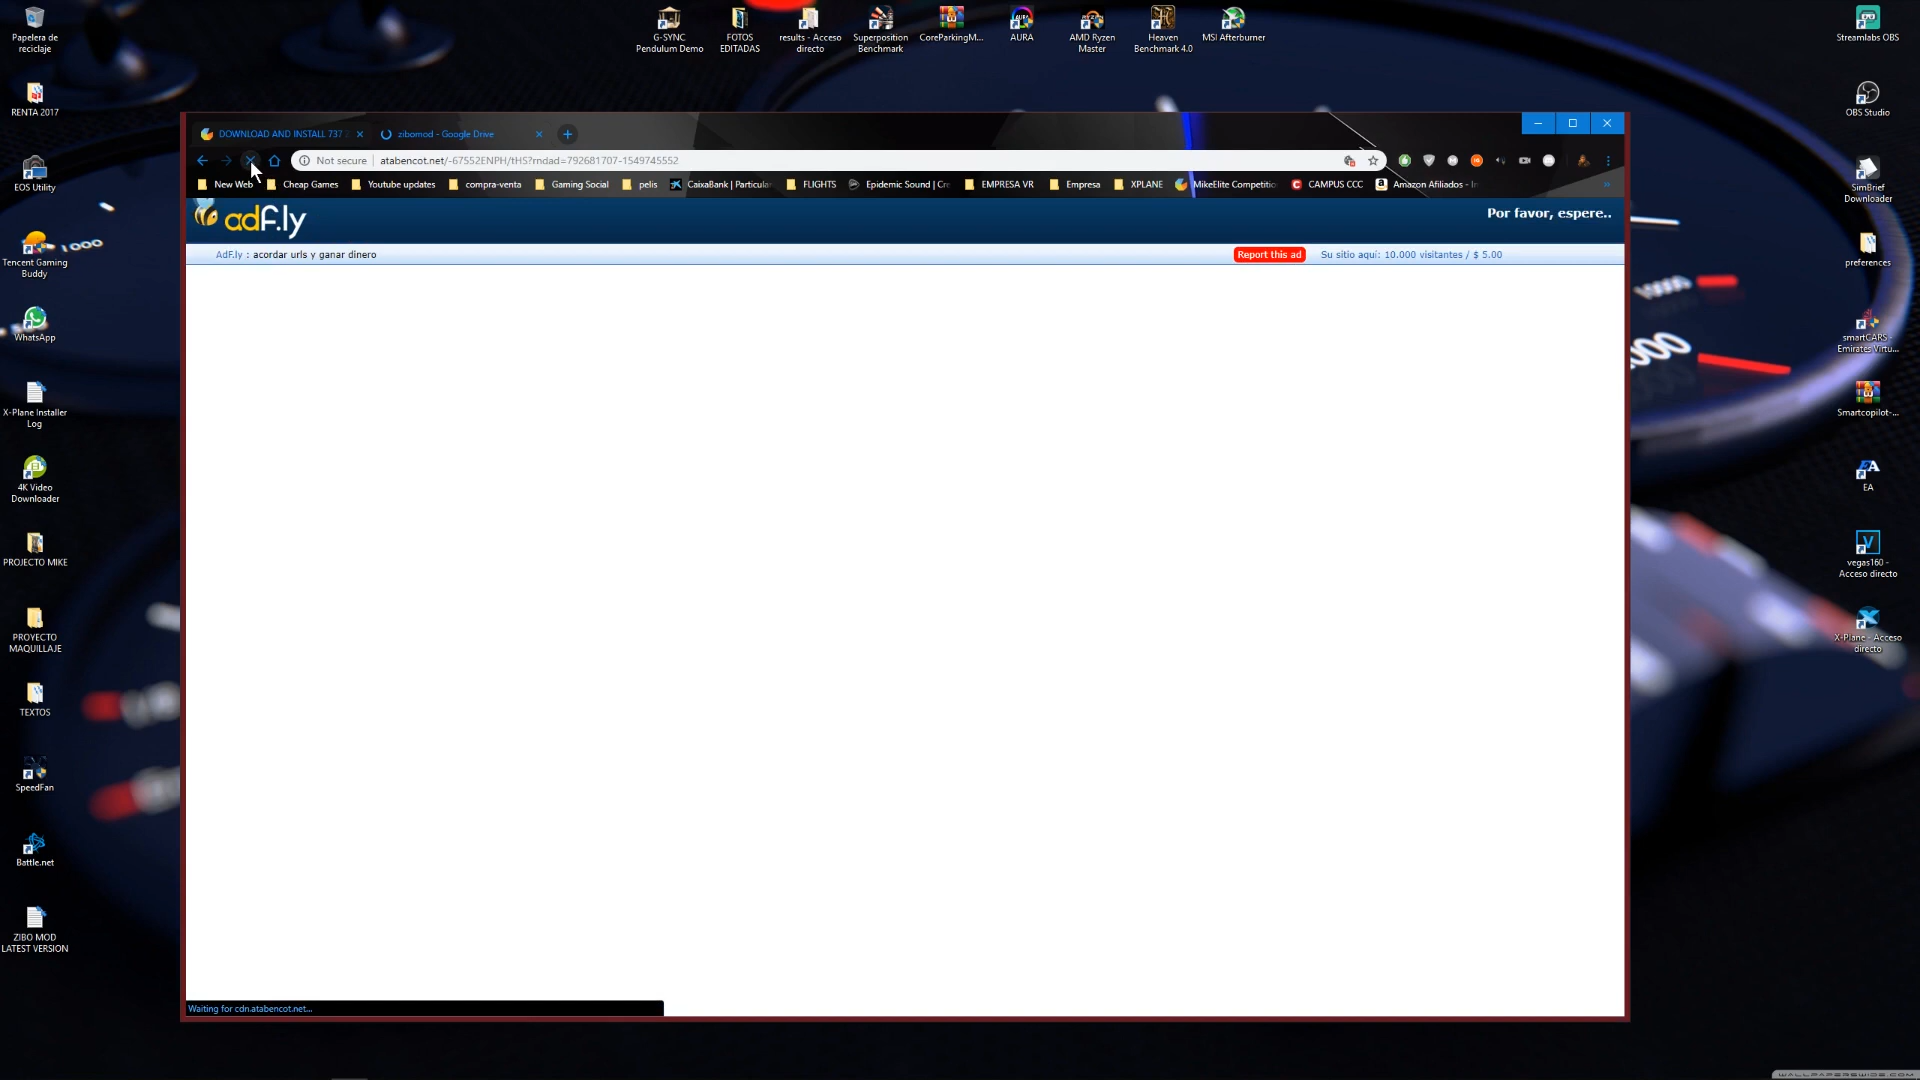 Papelera de
reciclaje
RENTA 2017
EOS Utility
Tencent Gaming
Buddy
WhatsApp
X-Plane Installer
Log
4K Video
Downloader
PROJECTO MIKE
PROYECTO
MAQUILLAJE
TEXTOS
SpeedFan
Battle.net
ZIBO MOD
LATEST VERSION
G-SYNC
Pendulum Demo
FOTOS
EDITADAS
results - Acceso
directo
Superposition
Benchmark
CoreParkingM...
AURA
AMD Ryzen
Master
Heaven
Benchmark 4.0
MSI Afterburner
Streamlabs OBS
OBS Studio
SimBrief
Downloader
preferences
smartCARS -
Emirates Virtu...
Smartcopilot-...
EA
vegas160 -
Acceso directo
X-Plane - Acceso
directo
DOWNLOAD AND INSTALL 737
zibomod - Google Drive
Not secure
atabencot.net/-67552ENPH/tHS?rndad=792681707-1549745552
New Web
Cheap Games
Youtube updates
compra-venta
Gaming Social
pelis
CaixaBank | Particular
FLIGHTS
Epidemic Sound | Cre
EMPRESA VR
Empresa
XPLANE
MikeElite Competitio
CAMPUS CCC
Amazon Afiliados - In
adf.ly
Por favor, espere..
AdF.ly : acordar urls y ganar dinero
Report this ad
Su sitio aquí: 10.000 visitantes / $ 5.00
Waiting for cdn.atabencot.net...
1000
10000
000
WALLPAPERSWIDE.COM